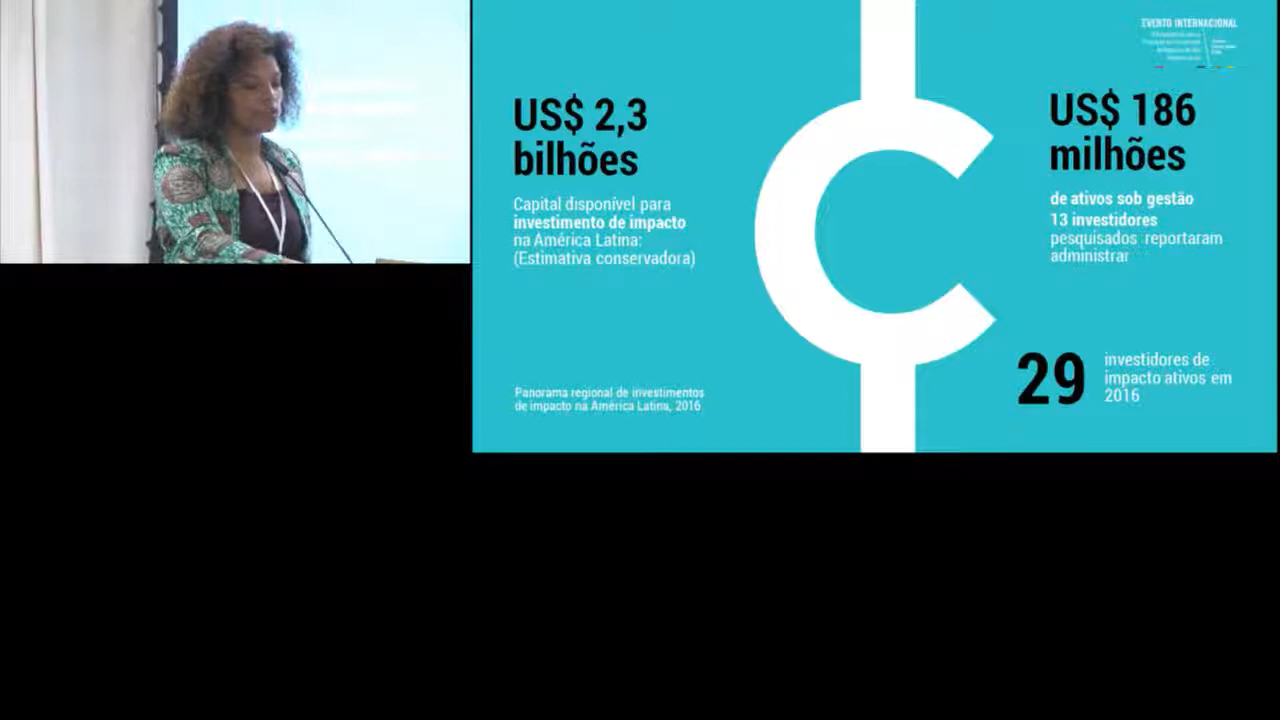 EVENTO INTERNACIONAL
US$ 2,3
bilhões
Capital disponível para
investimento de impacto
na América Latina:
(Estimativa conservadora)
Panorama regional de investimentos
de impacto na América Latina, 2016
US$ 186
milhões
de ativos sob gestão
13 investidores
pesquisados reportaram
administrar
29
investidores de
impacto ativos em
2016